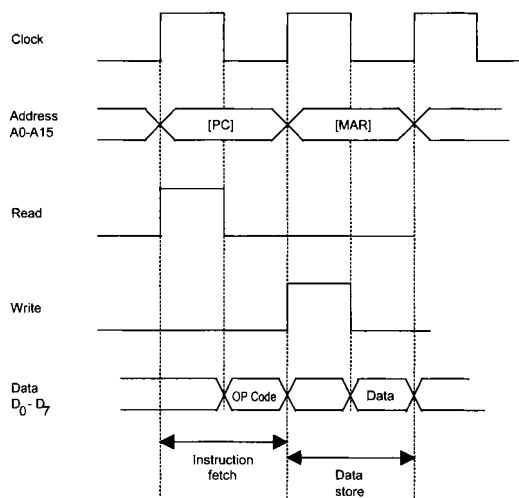 Clock
Address
A0-A15
[PC]
[MAR]
Read
Write
Data
D0 - D7
OP Code
Data
Instruction
fetch
Data
store